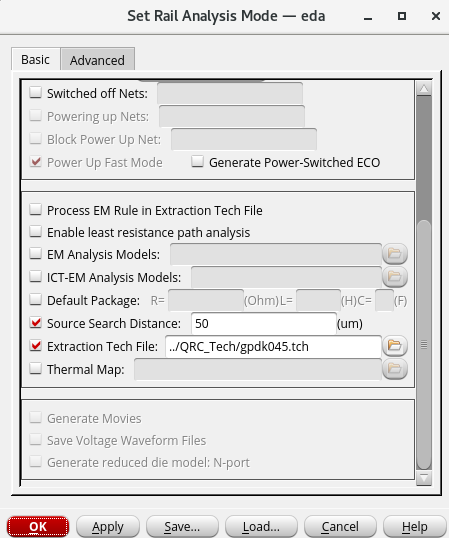 Set Rail Analysis Mode — eda
Basic Advanced
Switched off Nets:
Powering up Nets:
Block Power Up Net:
Power Up Fast Mode Generate Power-Switched ECO
Process EM Rule in Extraction Tech File
Enable least resistance path analysis
EM Analysis Models:
ICT-EM Analysis Models:
Default Package: R= (Ohm)L= (H)C= (F)
Source Search Distance: 50 (um)
Extraction Tech File: ../QRC_Tech/gpdk045.tch
Thermal Map:
Generate Movies
Save Voltage Waveform Files
Generate reduced die model: N-port
OK Apply Save... Load... Cancel Help